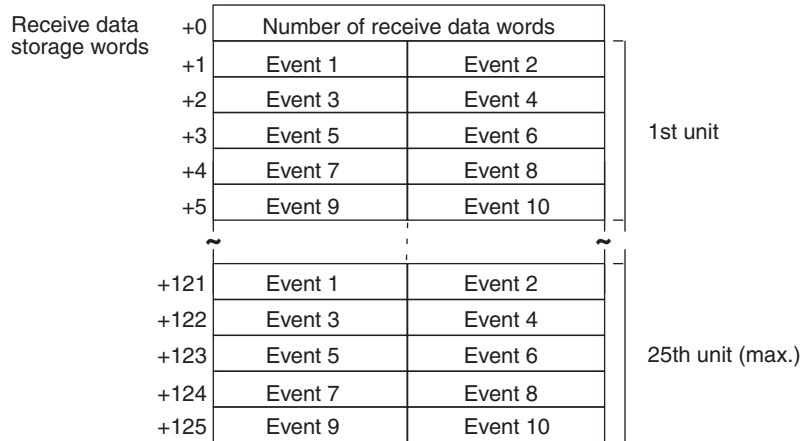 Receive data
storage words
+0 Number of receive data words
+1 Event 1 Event 2
+2 Event 3 Event 4
+3 Event 5 Event 6 1st unit
+4 Event 7 Event 8
+5 Event 9 Event 10
~ ~
+121 Event 1 Event 2
+122 Event 3 Event 4
+123 Event 5 Event 6 25th unit (max.)
+124 Event 7 Event 8
+125 Event 9 Event 10